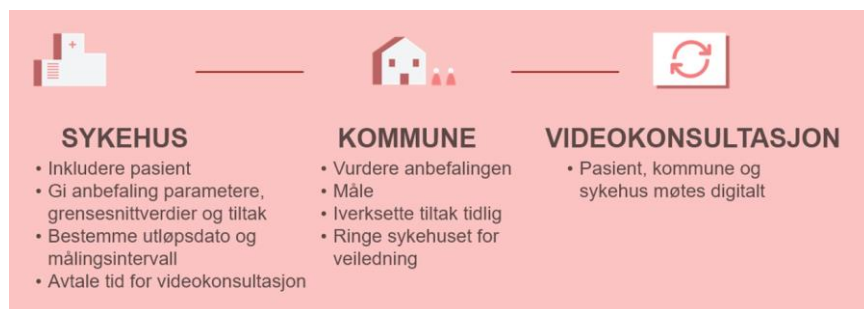 SYKEHUS
• Inkludere pasient
• Gi anbefaling parametere,
grensesnittverdier og tiltak
• Bestemme utløpsdato og
målingsintervall
• Avtale tid for videokonsultasjon
KOMMUNE
• Vurdere anbefalingen
• Måle
• Iverksette tiltak tidlig
• Ringe sykehuset for
veiledning
VIDEOKONSULTASJON
• Pasient, kommune og
sykehus møtes digitalt